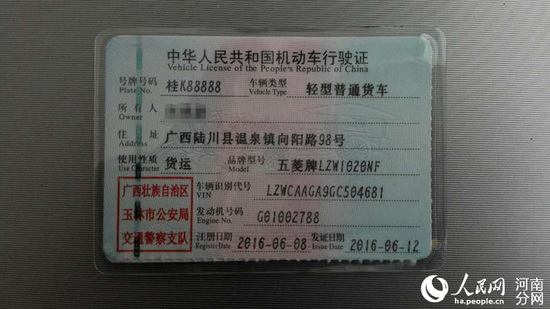 中华人民共和国机动车行驶证
Vehicle License of the People's Republic of China
号牌号码 桂K88888 车辆类型 轻型普通货车
Plate No. Vehicle Type
所有人
Owner
住址 广西陆川县温泉镇向阳路98号
Address
使用性质 货运 品牌型号 五菱牌LZW1020NF
Use Character Model
广西壮族自治区 车辆识别代号 LZWCAAGA9GC504681
VIN
玉林市公安局 发动机号码 G01002788
Engine No.
交通警察支队 注册日期 2016-06-08 发证日期 2016-06-12
Register Date Issue Date
人民网 河南分网
ha.people.cn